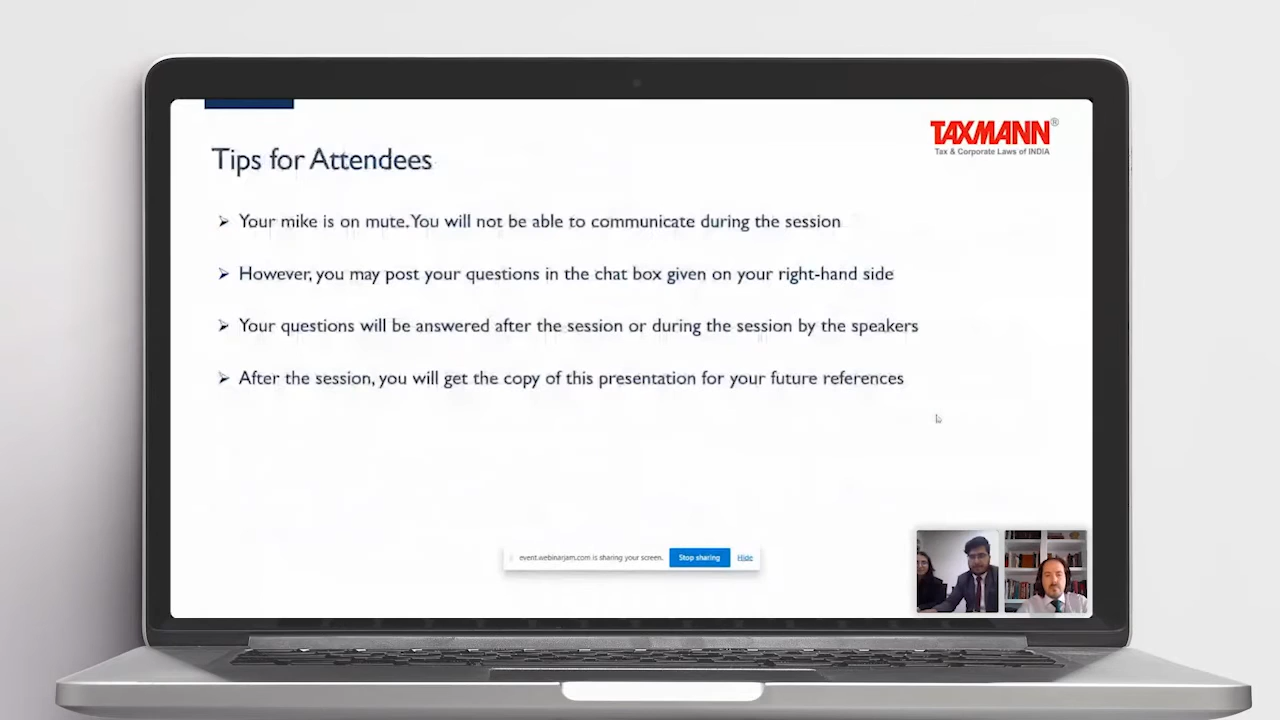 TAXMANN®
Tax & Corporate Laws of INDIA
Tips for Attendees
Your mike is on mute. You will not be able to communicate during the session
However, you may post your questions in the chat box given on your right-hand side
Your questions will be answered after the session or during the session by the speakers
After the session, you will get the copy of this presentation for your future references
event.webinarjam.com is sharing your screen. Stop sharing Hide